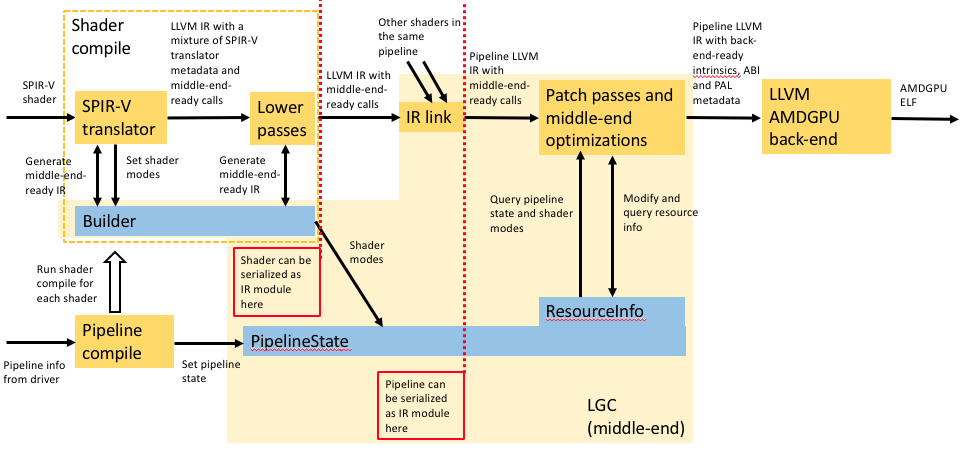 Shader
compile
LLVM IR with a
mixture of SPIR-V
translator
metadata and
middle-end-
ready calls
Other shaders in
the same
pipeline
Pipeline LLVM
IR with
middle-end-
ready calls
Pipeline LLVM
IR with back-
end-ready
intrinsics, ABI
and PAL
metadata
SPIR-V
shader
SPIR-V
translator
Lower
passes
LLVM IR with
middle-end-
ready calls
IR link
Patch passes and
middle-end
optimizations
LLVM
AMDGPU
back-end
AMDGPU
ELF
Generate
middle-end-
ready IR
Set shader
modes
Generate
middle-end-
ready IR
Query pipeline
state and shader
modes
Modify and
query resource
info
Builder
Run shader
compile for
each shader
Shader can be
serialized as
IR module
here
Shader
modes
ResourceInfo
Pipeline
compile
PipelineState
Pipeline info
from driver
Set pipeline
state
Pipeline can
be serialized
as IR module
here
LGC
(middle-end)